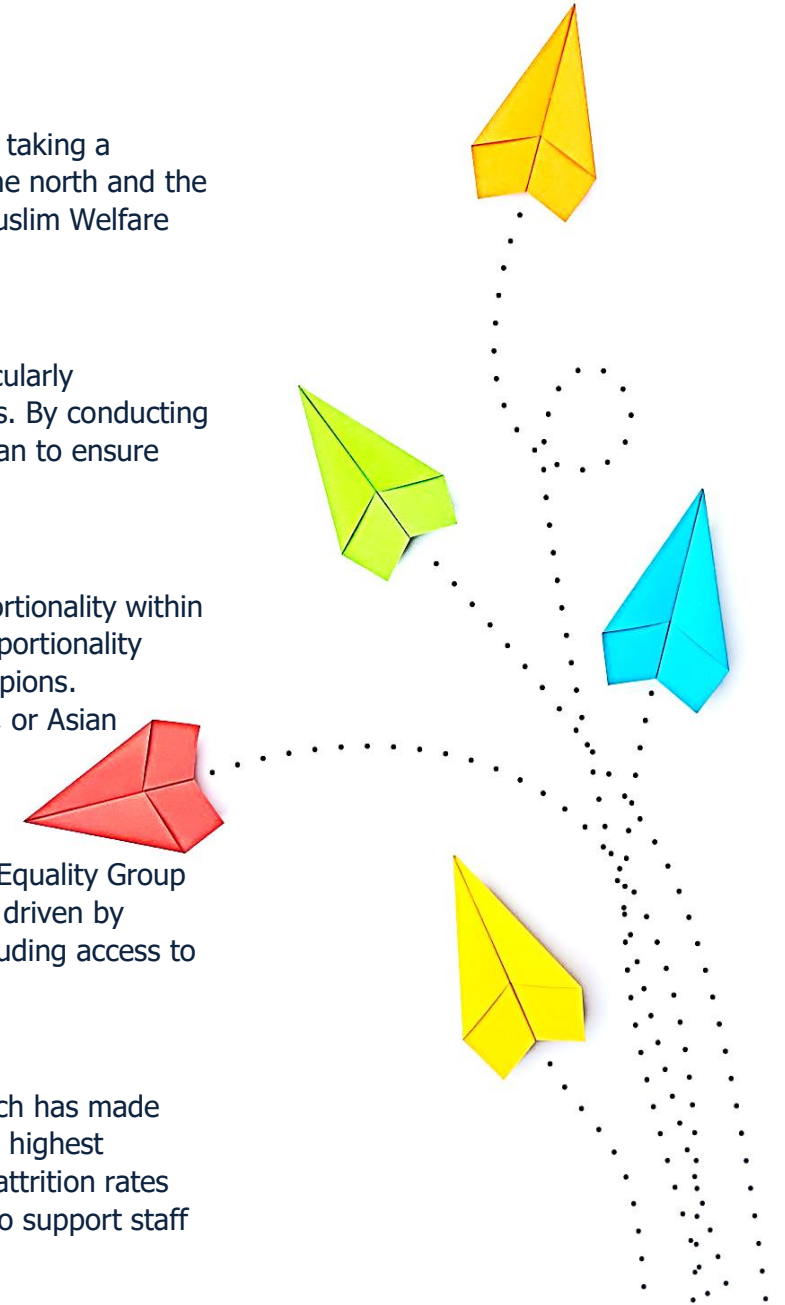 taking a
ne north and the
uslim Welfare
cularly
s. By conducting
an to ensure
ortionality within
portionality
pions.
or Asian
Equality Group
driven by
uding access to
ch has made
highest
attrition rates
o support staff